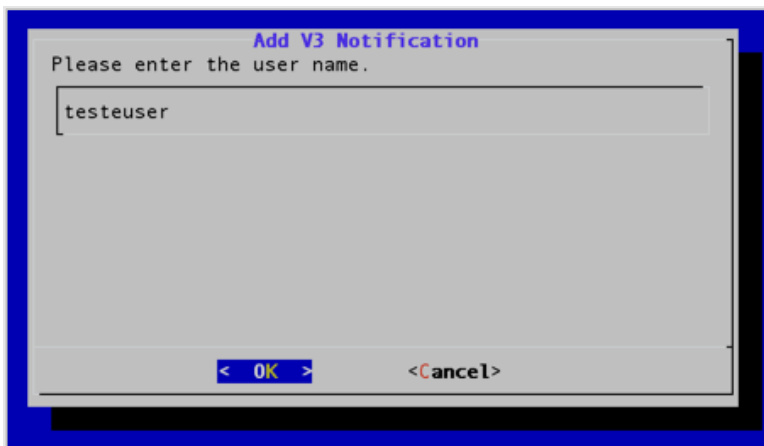 Add V3 Notification
Please enter the user name.
testeuser
< OK > <Cancel>